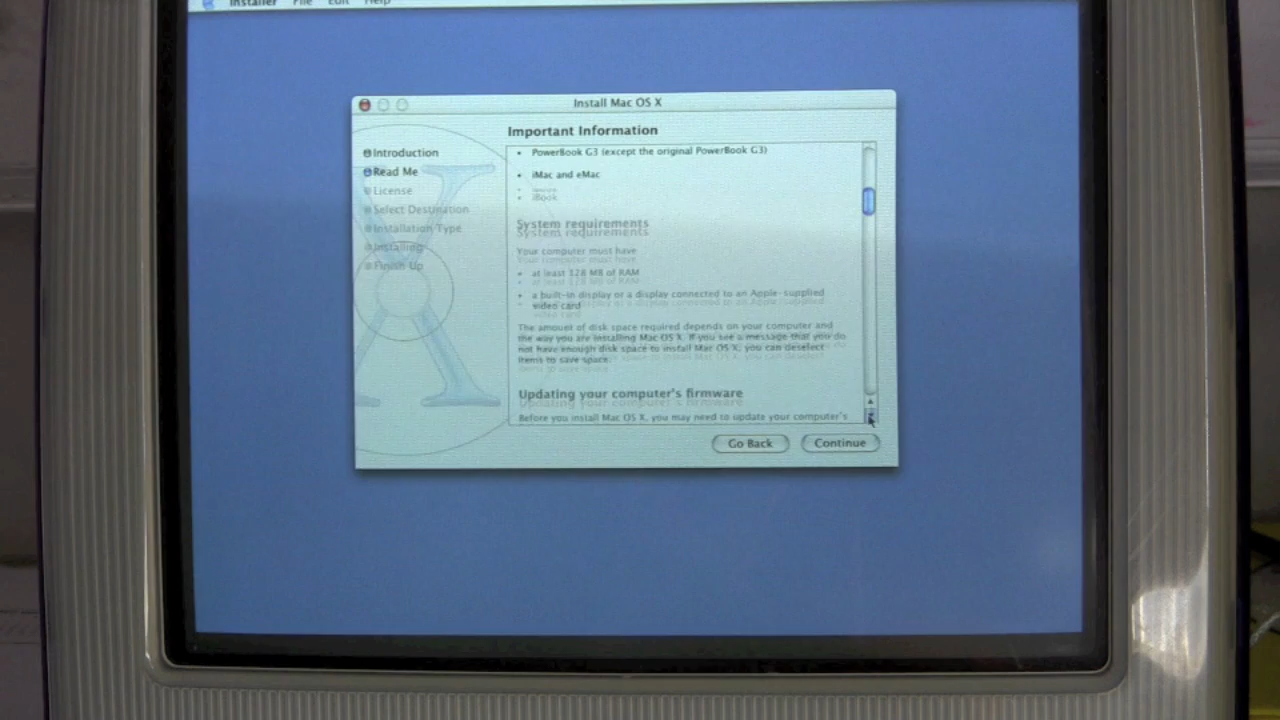 Installer File Edit Help
Install Mac OS X
Important Information
Introduction
Read Me
License
Select Destination
Installation Type
Installing
Finish Up
• PowerBook G3 (except the original PowerBook G3)
• iMac and eMac
• iBook
System requirements
Your computer must have
• at least 128 MB of RAM
• a built-in display or a display connected to an Apple-supplied
video card
The amount of disk space required depends on your computer and
the way you are installing Mac OS X. If you see a message that you do
not have enough disk space to install Mac OS X, you can deselect
items to save space.
Updating your computer's firmware
Before you install Mac OS X, you may need to update your computer's
Go Back
Continue